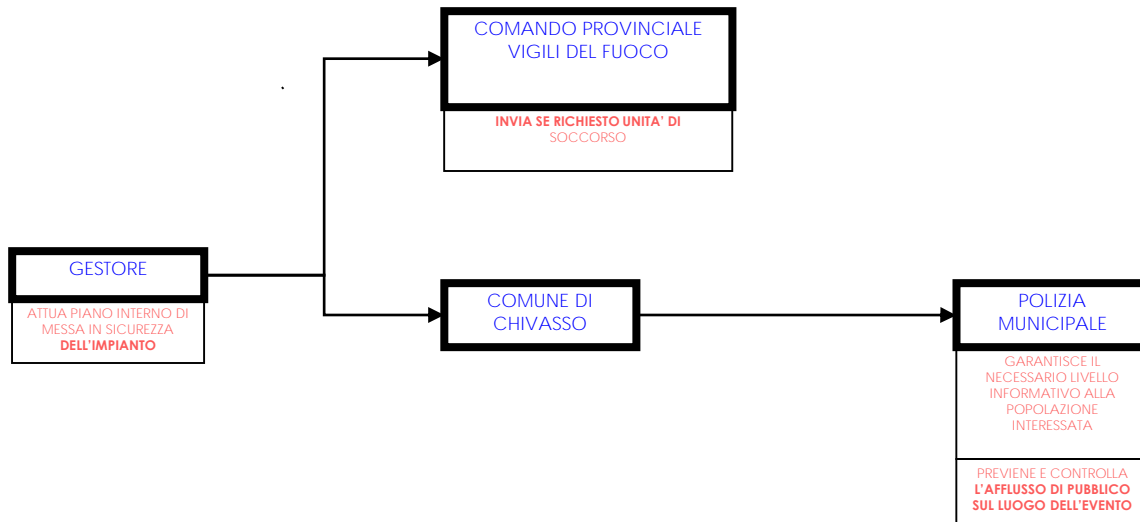 COMANDO PROVINCIALE
VIGILI DEL FUOCO
INVIA SE RICHIESTO UNITA’ DI
SOCCORSO
GESTORE
ATTUA PIANO INTERNO DI
MESSA IN SICUREZZA
DELL’IMPIANTO
COMUNE DI
CHIVASSO
POLIZIA
MUNICIPALE
GARANTISCE IL
NECESSARIO LIVELLO
INFORMATIVO ALLA
POPOLAZIONE
INTERESSATA
PREVIENE E CONTROLLA
L’AFFLUSSO DI PUBBLICO
SUL LUOGO DELL’EVENTO